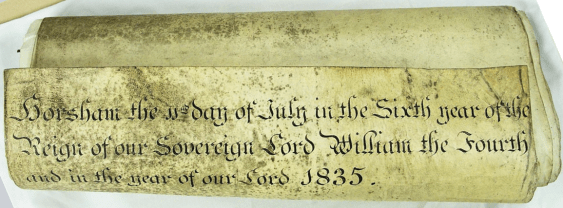 Horsham the 11th day of July in the Sixth year of the
Reign of our Sovereign Lord William the Fourth
and in the year of our Lord 1835.